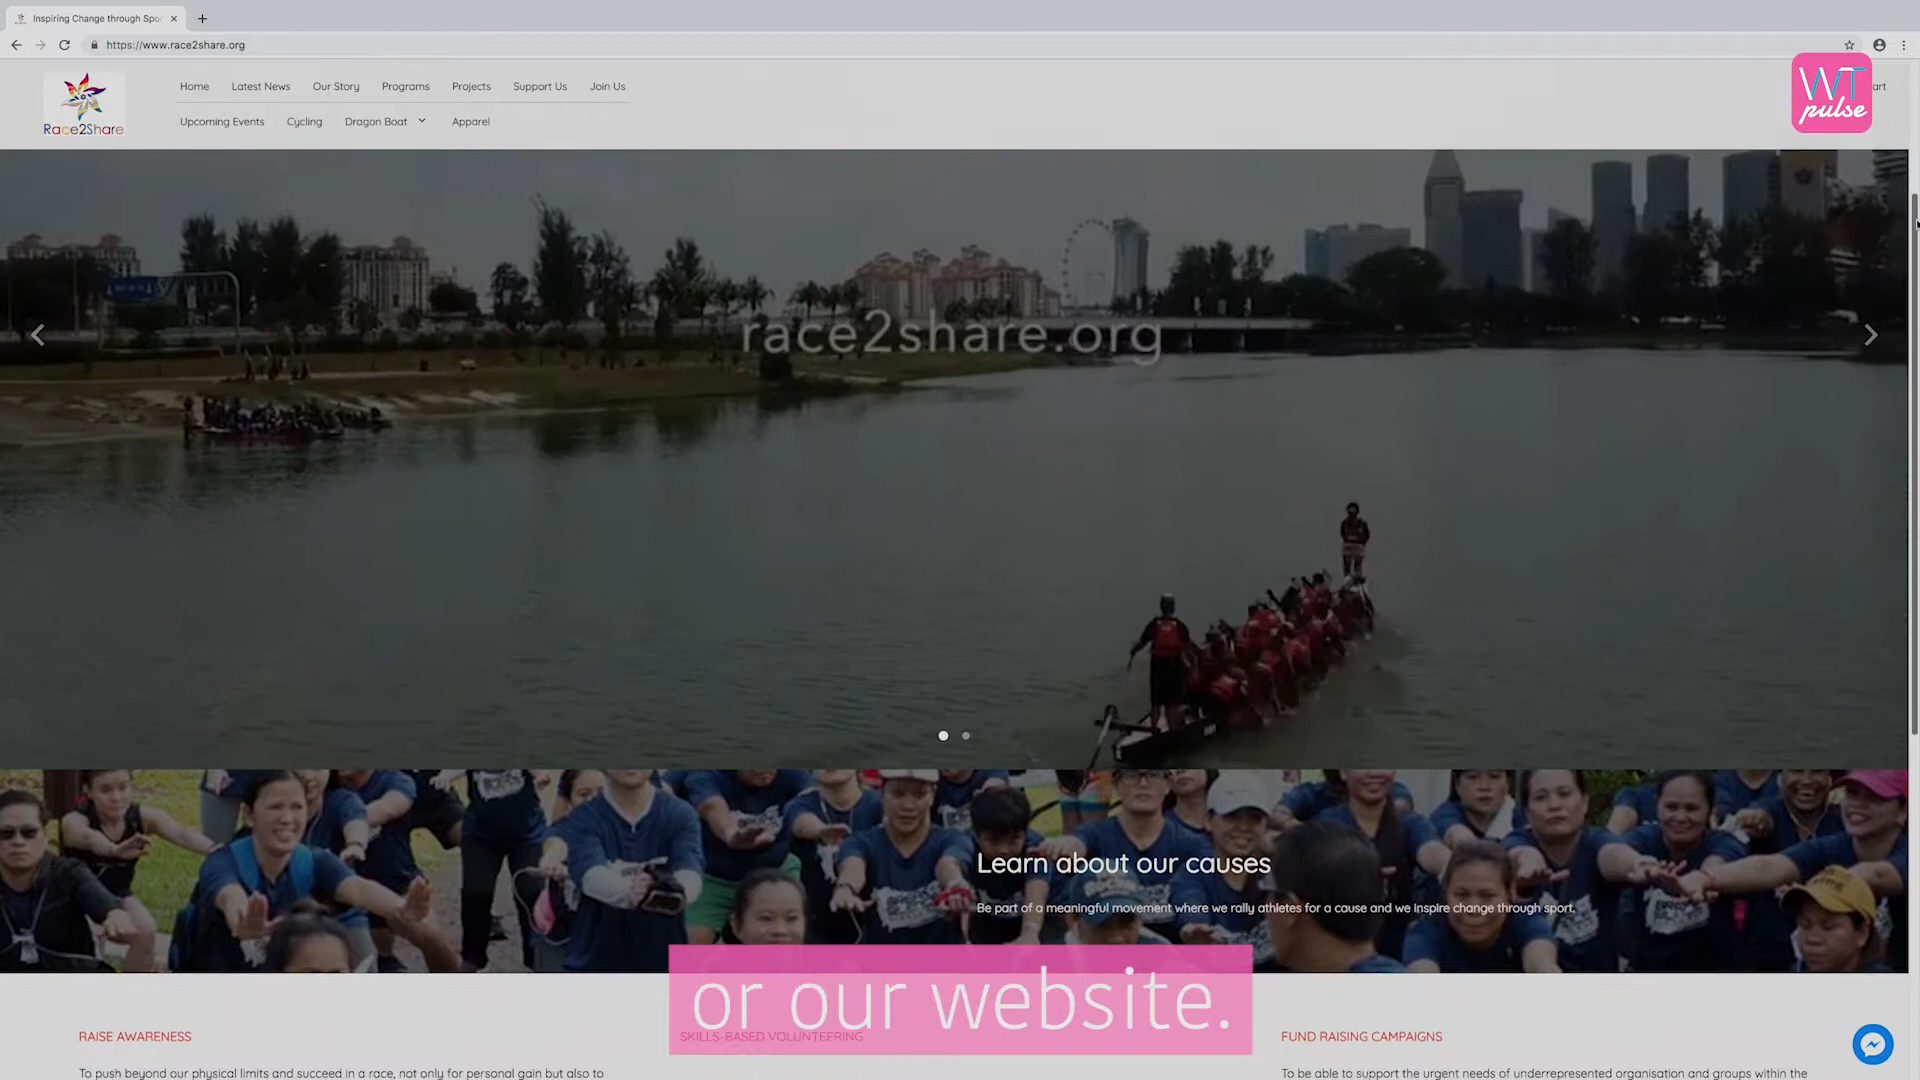 Inspiring Change through Spo
https://www.race2share.org
Race2Share
Home Latest News Our Story Programs Projects Support Us Join Us
Upcoming Events Cycling Dragon Boat Apparel
art
WT
pulse
race2share.org
Learn about our causes
Be part of a meaningful movement where we rally athletes for a cause and we inspire change through sport.
or our website.
RAISE AWARENESS
SKILLS-BASED VOLUNTEERING
FUND RAISING CAMPAIGNS
To push beyond our physical limits and succeed in a race, not only for personal gain but also to
To be able to support the urgent needs of underrepresented organisation and groups within the